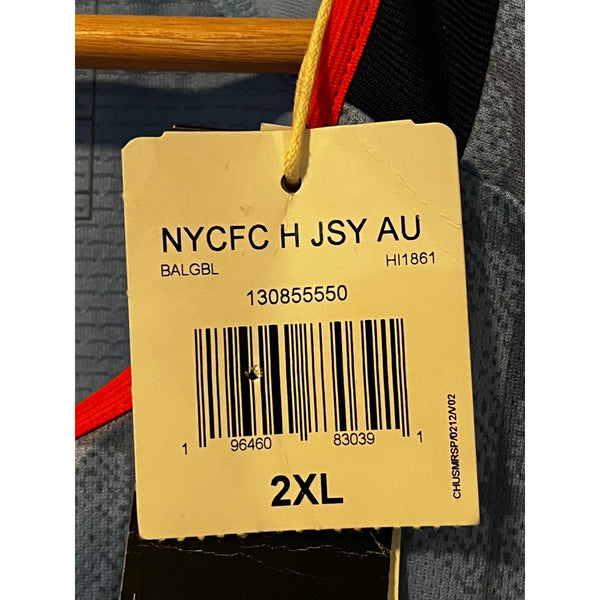 NYCFC H JSY AU
BALGBL HI1861
130855550
1 96460 83039 1
2XL
CHUSMRSP/0212/V02